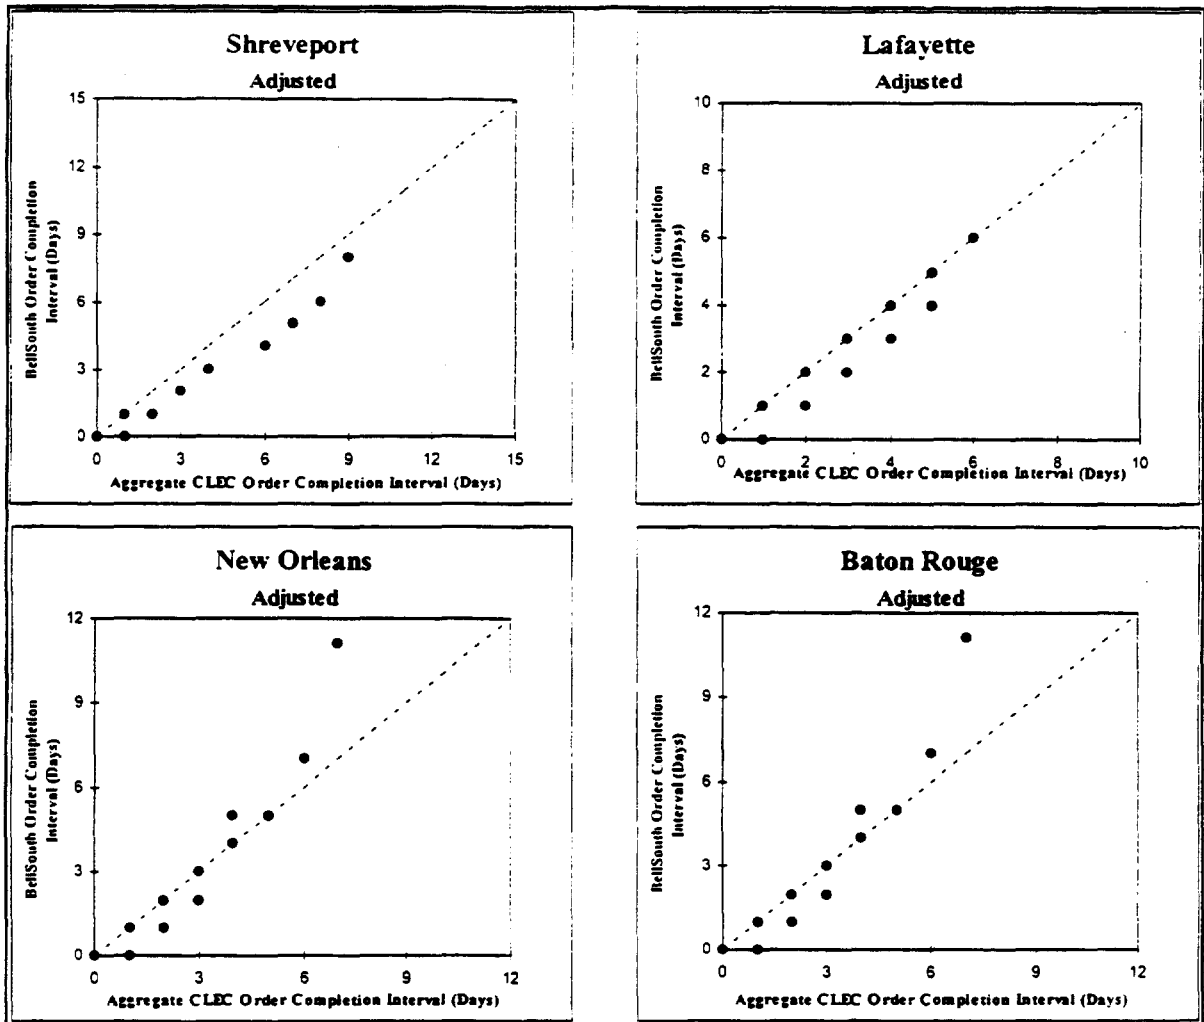 Shreveport
Adjusted
15
12
9
6
3
0
0 3 6 9 12 15
BellSouth Order Completion
Interval (Days)
Aggregate CLEC Order Completion Interval (Days)
Lafayette
Adjusted
10
8
6
4
2
0
0 2 4 6 8 10
BellSouth Order Completion
Interval (Days)
Aggregate CLEC Order Completion Interval (Days)
New Orleans
Adjusted
12
9
6
3
0
0 3 6 9 12
BellSouth Order Completion
Interval (Days)
Aggregate CLEC Order Completion Interval (Days)
Baton Rouge
Adjusted
12
9
6
3
0
0 3 6 9 12
BellSouth Order Completion
Interval (Days)
Aggregate CLEC Order Completion Interval (Days)